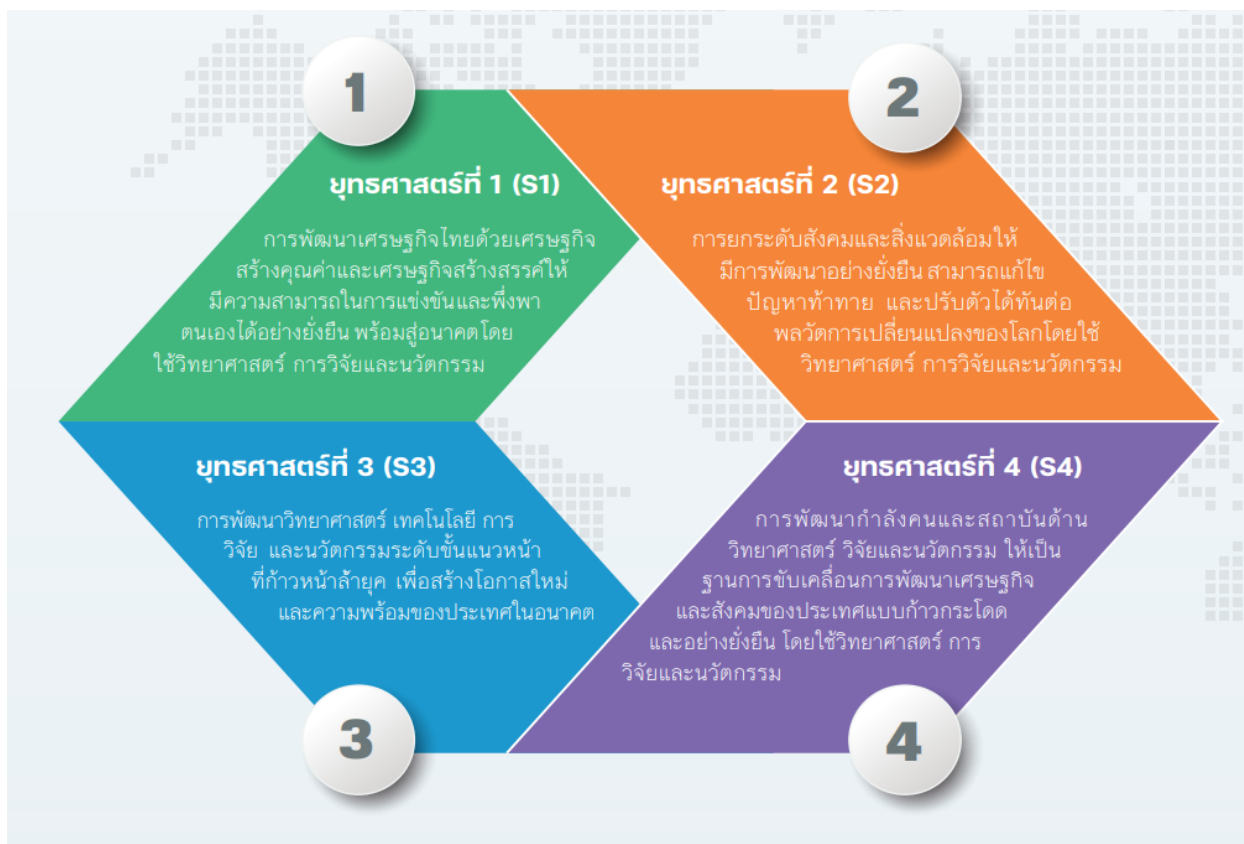 1
ยุทธศาสตร์ที่ 1 (S1)
การพัฒนาเศรษฐกิจไทยด้วยเศรษฐกิจ
สร้างคุณค่าและเศรษฐกิจสร้างสรรค์ให้
มีความสามารถในการแข่งขันและพึ่งพา
ตนเองได้อย่างยั่งยืน พร้อมสู่อนาคตโดย
ใช้วิทยาศาสตร์ การวิจัยและนวัตกรรม
2
ยุทธศาสตร์ที่ 2 (S2)
การยกระดับสังคมและสิ่งแวดล้อมให้
มีการพัฒนาอย่างยั่งยืน สามารถแก้ไข
ปัญหาท้าทาย และปรับตัวได้ทันต่อ
พลวัตการเปลี่ยนแปลงของโลกโดยใช้
วิทยาศาสตร์ การวิจัยและนวัตกรรม
ยุทธศาสตร์ที่ 3 (S3)
การพัฒนาวิทยาศาสตร์ เทคโนโลยี การ
วิจัย และนวัตกรรมระดับขั้นแนวหน้า
ที่ก้าวหน้าล้ำยุค เพื่อสร้างโอกาสใหม่
และความพร้อมของประเทศในอนาคต
3
ยุทธศาสตร์ที่ 4 (S4)
การพัฒนากำลังคนและสถาบันด้าน
วิทยาศาสตร์ วิจัยและนวัตกรรม ให้เป็น
ฐานการขับเคลื่อนการพัฒนาเศรษฐกิจ
และสังคมของประเทศแบบก้าวกระโดด
และอย่างยั่งยืน โดยใช้วิทยาศาสตร์ การ
วิจัยและนวัตกรรม
4